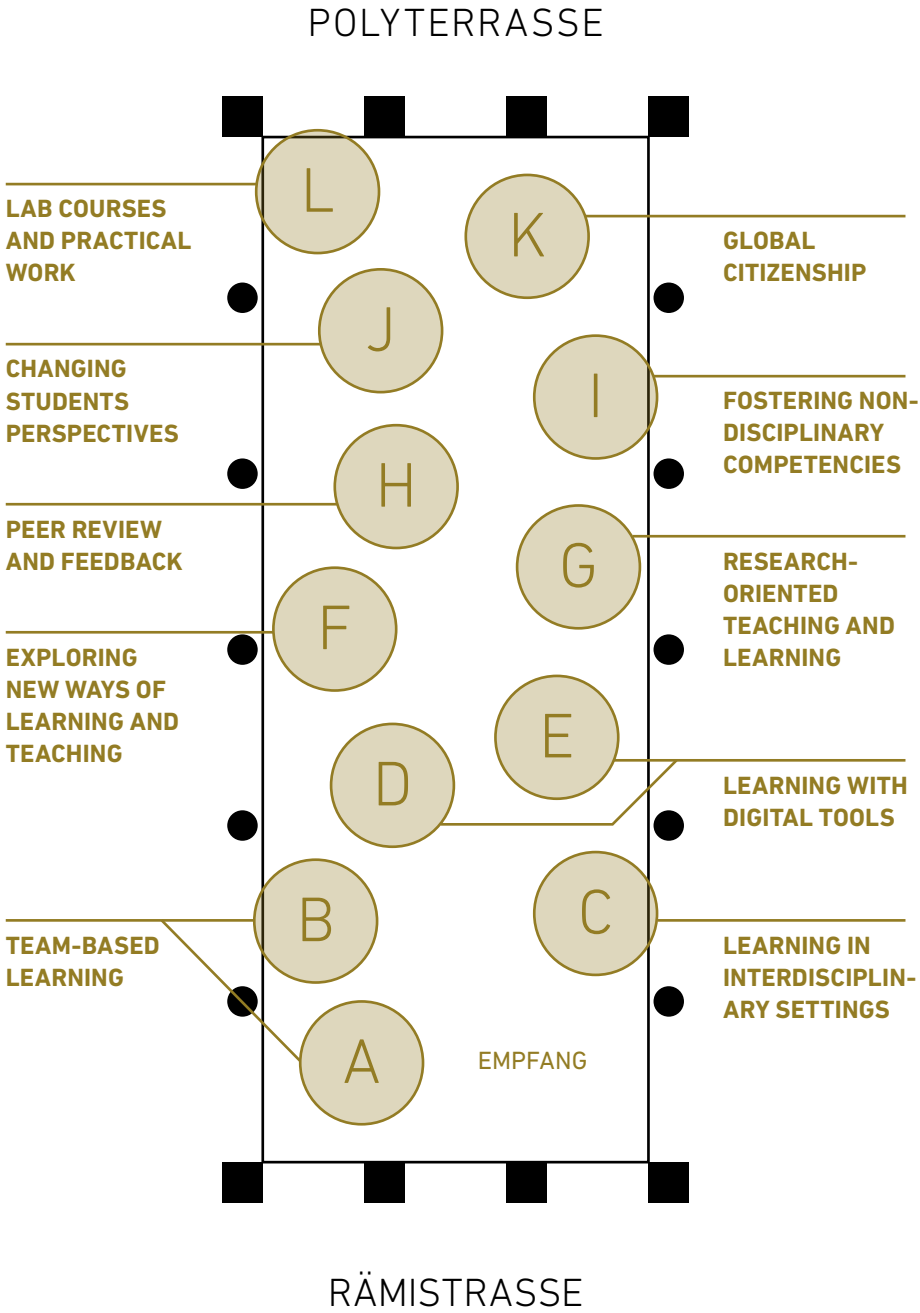 POLYTERRASSE
L
LAB COURSES
AND PRACTICAL
WORK
K
GLOBAL
CITIZENSHIP
J
CHANGING
STUDENTS
PERSPECTIVES
I
FOSTERING NON-
DISCIPLINARY
COMPETENCIES
H
PEER REVIEW
AND FEEDBACK
G
RESEARCH-
ORIENTED
TEACHING AND
LEARNING
F
EXPLORING
NEW WAYS OF
LEARNING AND
TEACHING
E
D
LEARNING WITH
DIGITAL TOOLS
B
TEAM-BASED
LEARNING
C
LEARNING IN
INTERDISCIPLIN-
ARY SETTINGS
A
EMPFANG
RÄMISTRASSE